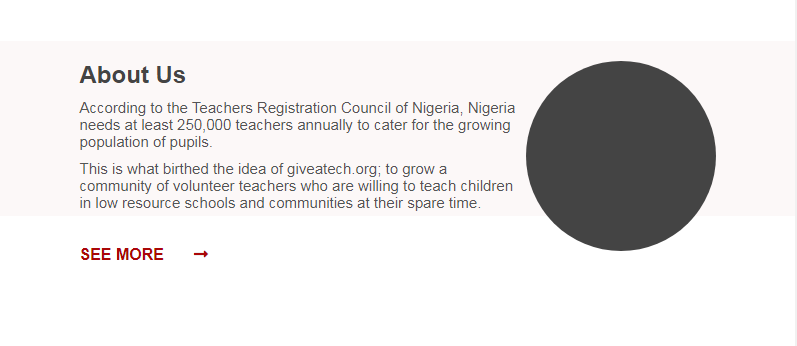 About Us
According to the Teachers Registration Council of Nigeria, Nigeria
needs at least 250,000 teachers annually to cater for the growing
population of pupils.
This is what birthed the idea of giveatech.org; to grow a
community of volunteer teachers who are willing to teach children
in low resource schools and communities at their spare time.
SEE MORE